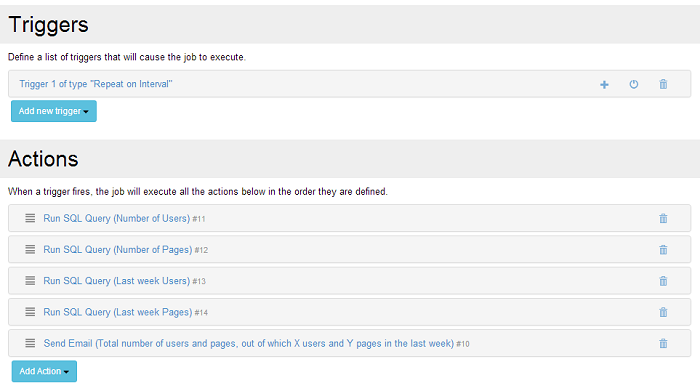 Triggers
Define a list of triggers that will cause the job to execute.
Trigger 1 of type "Repeat on Interval"
Add new trigger
Actions
When a trigger fires, the job will execute all the actions below in the order they are defined.
Run SQL Query (Number of Users) #11
Run SQL Query (Number of Pages) #12
Run SQL Query (Last week Users) #13
Run SQL Query (Last week Pages) #14
Send Email (Total number of users and pages, out of which X users and Y pages in the last week) #10
Add Action